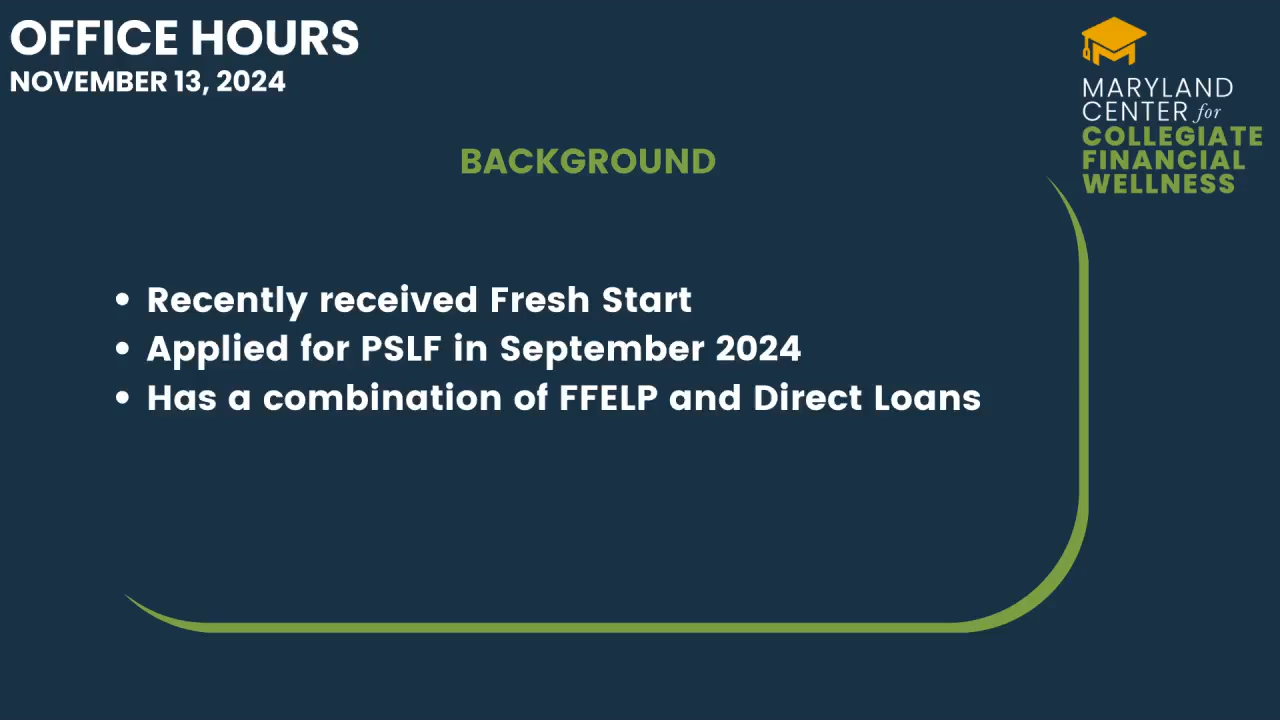 OFFICE HOURS
NOVEMBER 13, 2024
MARYLAND
CENTER for
COLLEGIATE
FINANCIAL
WELLNESS
BACKGROUND
• Recently received Fresh Start
• Applied for PSLF in September 2024
• Has a combination of FFELP and Direct Loans